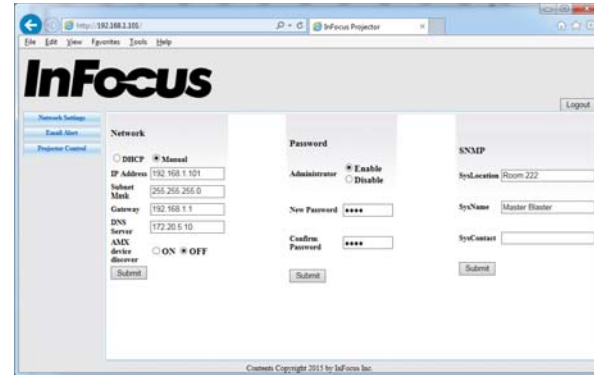 http://192.168.1.101/
InFocus Projector
File Edit View Favorites Tools Help
InFocus
Logout
Network Settings
Email Alert
Projector Control
Network
DHCP Manual
IP Address 192.168.1.101
Subnet Mask 255.255.255.0
Gateway 192.168.1.1
DNS Server 172.20.5.10
AMX device discover ON OFF
Submit
Password
Administrator Enable
Disable
New Password ••••
Confirm Password ••••
Submit
SNMP
SysLocation Room 222
SysName Master Blaster
SysContact
Submit
Contents Copyright 2015 by InFocus Inc.